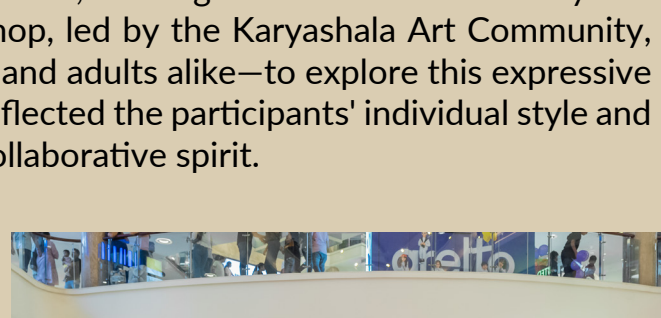 hop, led by the Karyashala Art Community,
and adults alike—to explore this expressive
eflected the participants' individual style and
ollaborative spirit.